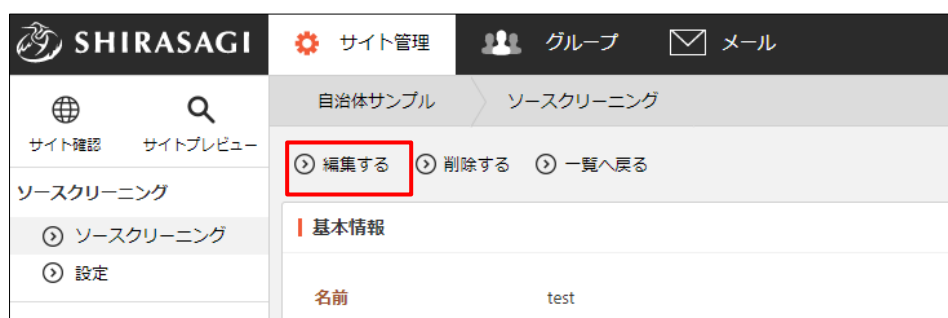 SHIRASAGI サイト管理 グループ メール
サイト確認 サイトプレビュー
自治体サンプル ソースクリーニング
編集する 削除する 一覧へ戻る
ソースクリーニング
ソースクリーニング
設定
基本情報
名前 test